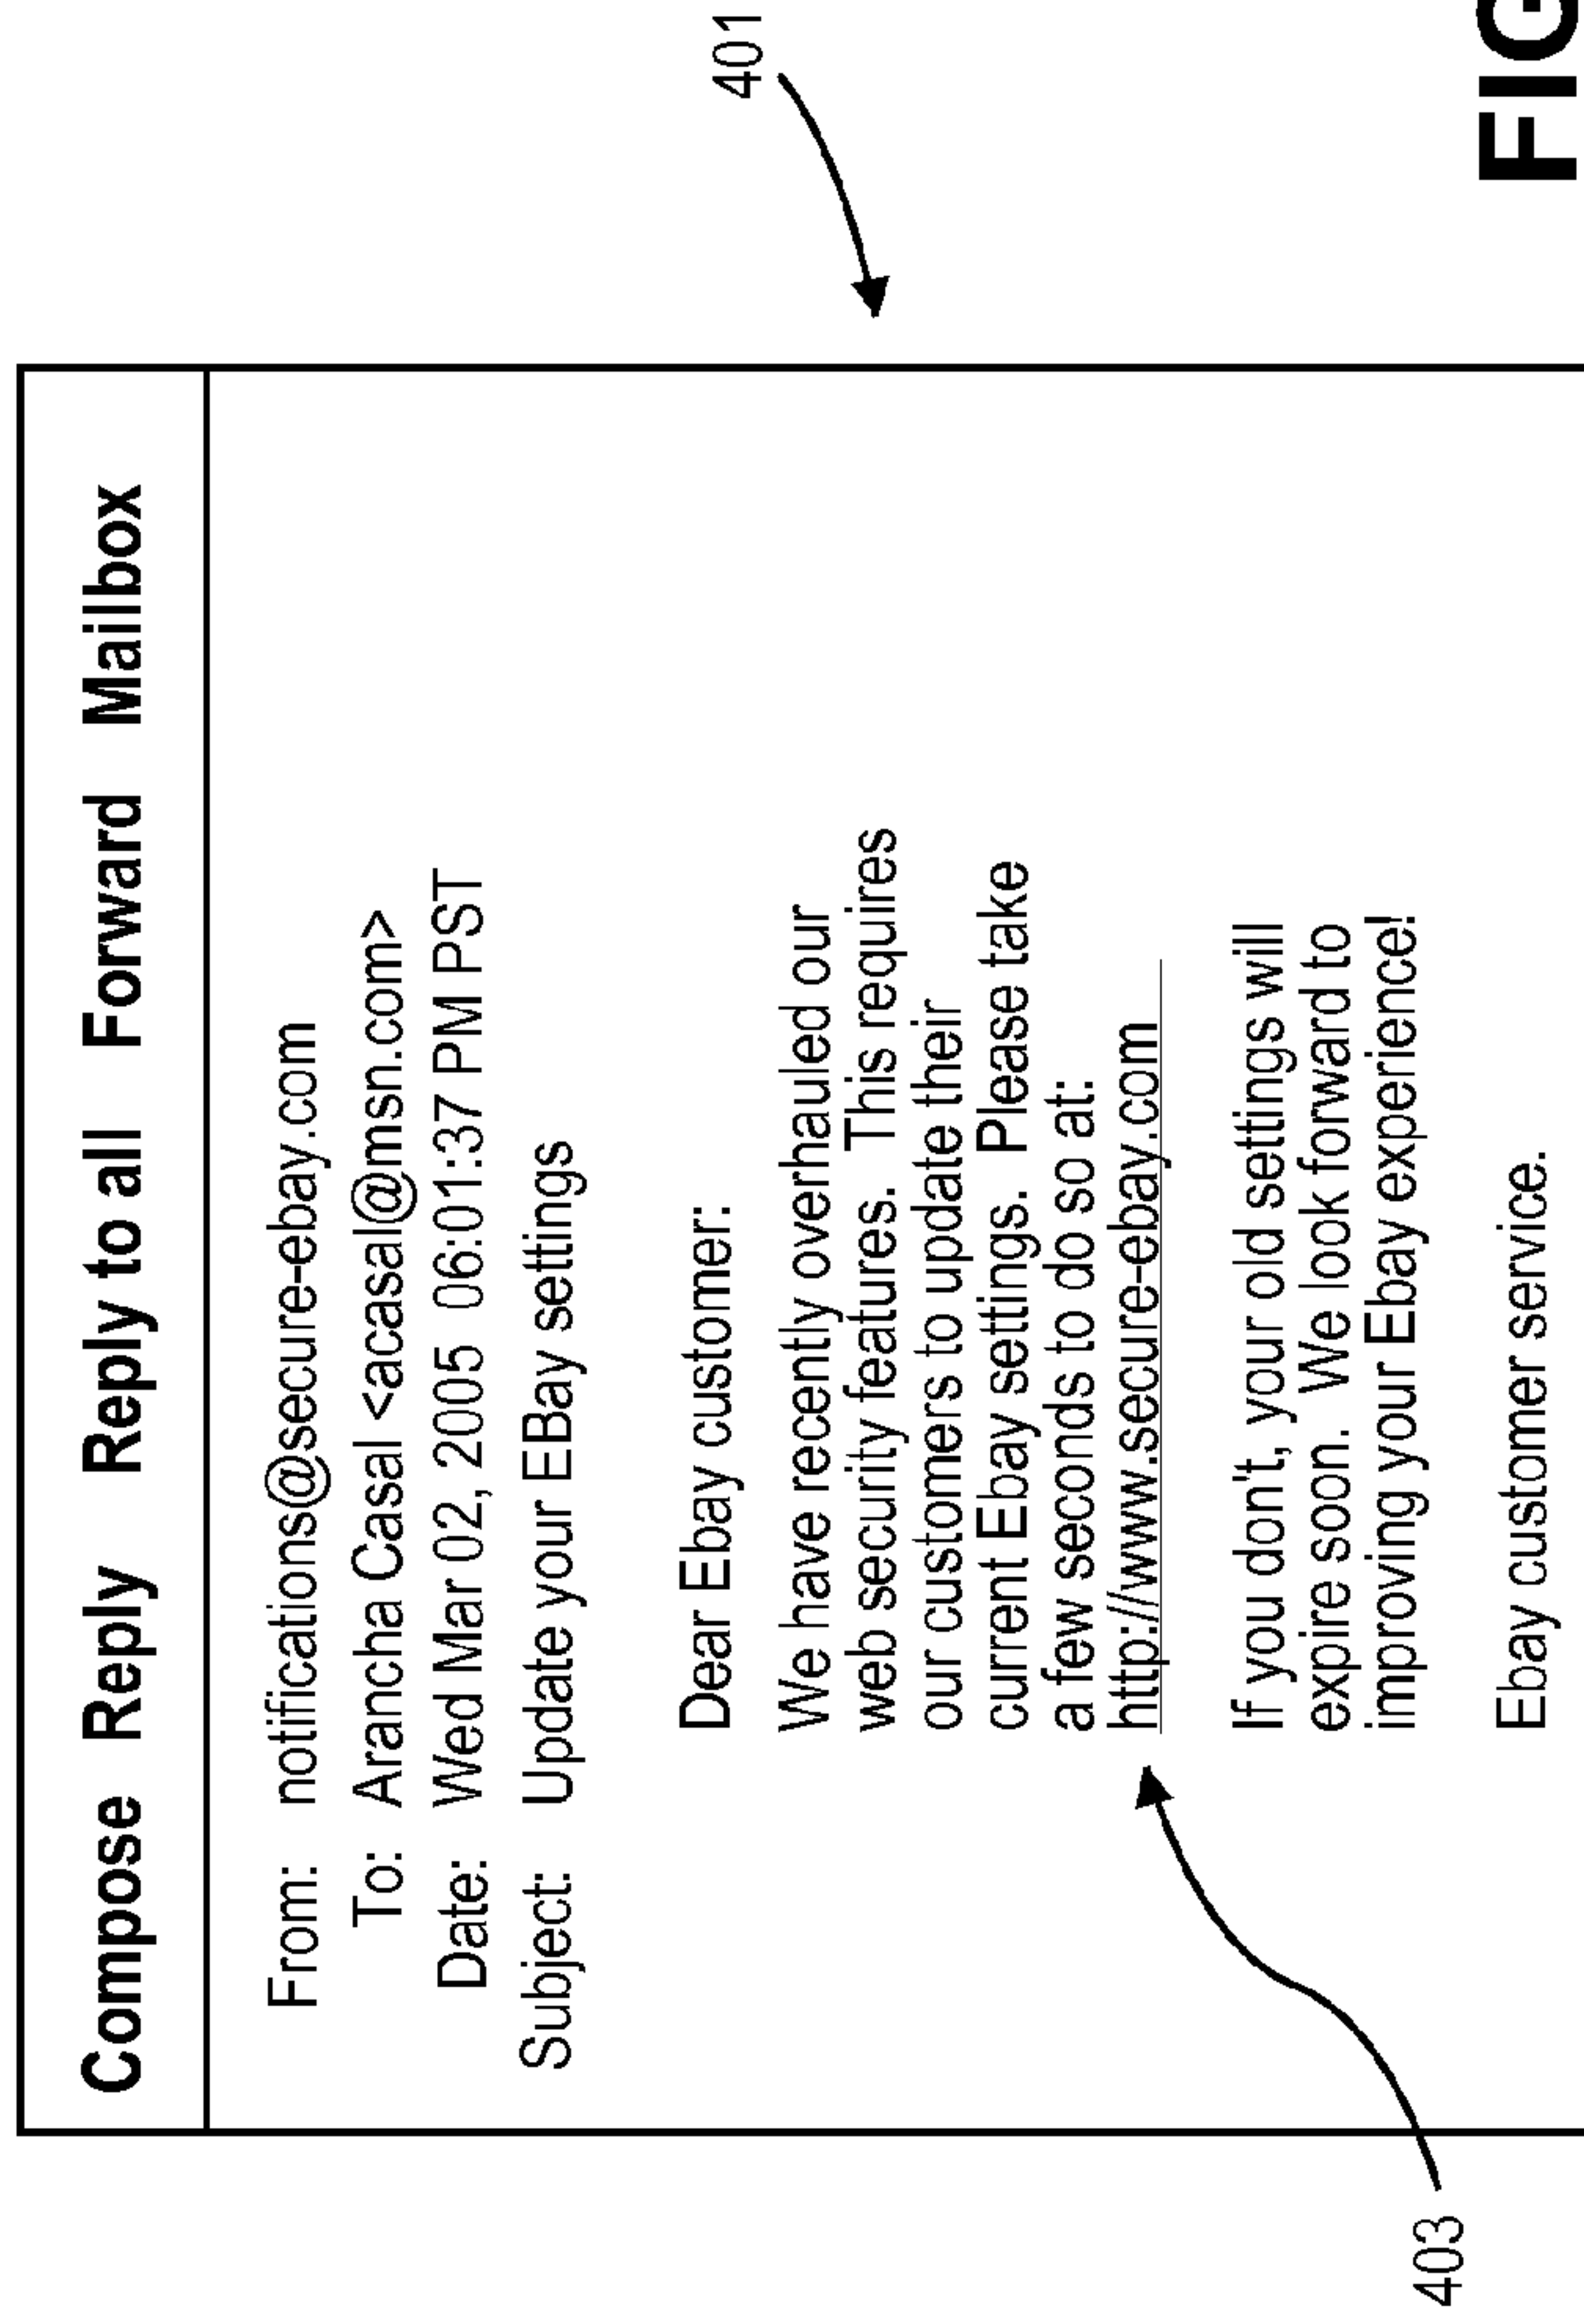 401
Compose Reply Reply to all Forward Mailbox
From: notifications@secure-ebay.com
To: Arancha Casal <acasal@msn.com>
Date: Wed Mar 02, 2005 06:01:37 PM PST
Subject: Update your EBay settings
Dear Ebay customer:
We have recently overhauled our
web security features. This requires
our customers to update their
current Ebay settings. Please take
a few seconds to do so at:
http://www.secure-ebay.com
If you don't, your old settings will
expire soon. We look forward to
improving your Ebay experience!
Ebay customer service.
403
FIG